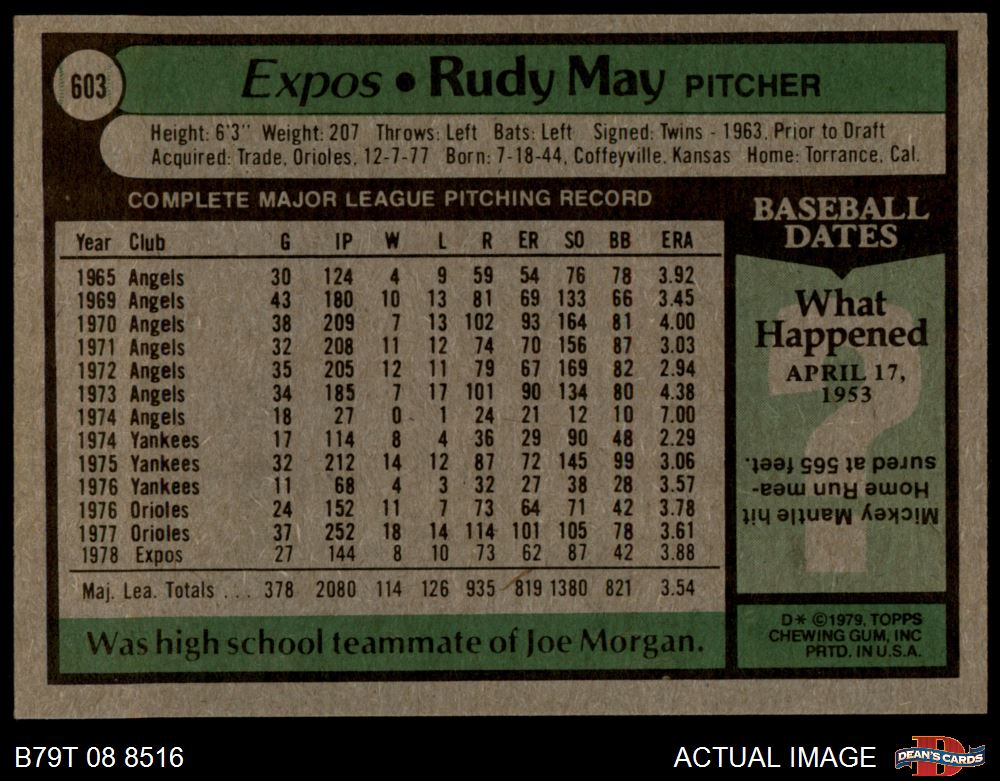 603
Expos • Rudy May PITCHER
Height: 6'3" Weight: 207 Throws: Left Bats: Left Signed: Twins - 1963, Prior to Draft
Acquired: Trade, Orioles, 12-7-77 Born: 7-18-44, Coffeyville, Kansas Home: Torrance, Cal.
COMPLETE MAJOR LEAGUE PITCHING RECORD
Year Club G IP W L R ER SO BB ERA
1965 Angels 30 124 4 9 59 54 76 78 3.92
1969 Angels 43 180 10 13 81 69 133 66 3.45
1970 Angels 38 209 7 13 102 93 164 81 4.00
1971 Angels 32 208 11 12 74 70 156 87 3.03
1972 Angels 35 205 12 11 79 67 169 82 2.94
1973 Angels 34 185 7 17 101 90 134 80 4.38
1974 Angels 18 27 0 1 24 21 12 10 7.00
1974 Yankees 17 114 8 4 36 29 90 48 2.29
1975 Yankees 32 212 14 12 87 72 145 99 3.06
1976 Yankees 11 68 4 3 32 27 38 28 3.57
1976 Orioles 24 152 11 7 73 64 71 42 3.78
1977 Orioles 37 252 18 14 114 101 105 78 3.61
1978 Expos 27 144 8 10 73 62 87 42 3.88
Maj. Lea. Totals . . . 378 2080 114 126 935 819 1380 821 3.54
Was high school teammate of Joe Morgan.
BASEBALL
DATES
What
Happened
APRIL 17,
1953
Mickey Mantle hit
Home Run mea-
sured at 565 feet.
D* ©1979, TOPPS
CHEWING GUM, INC
PRTD. IN U.S.A.
B79T 08 8516
ACTUAL IMAGE
D
DEAN'S CARDS